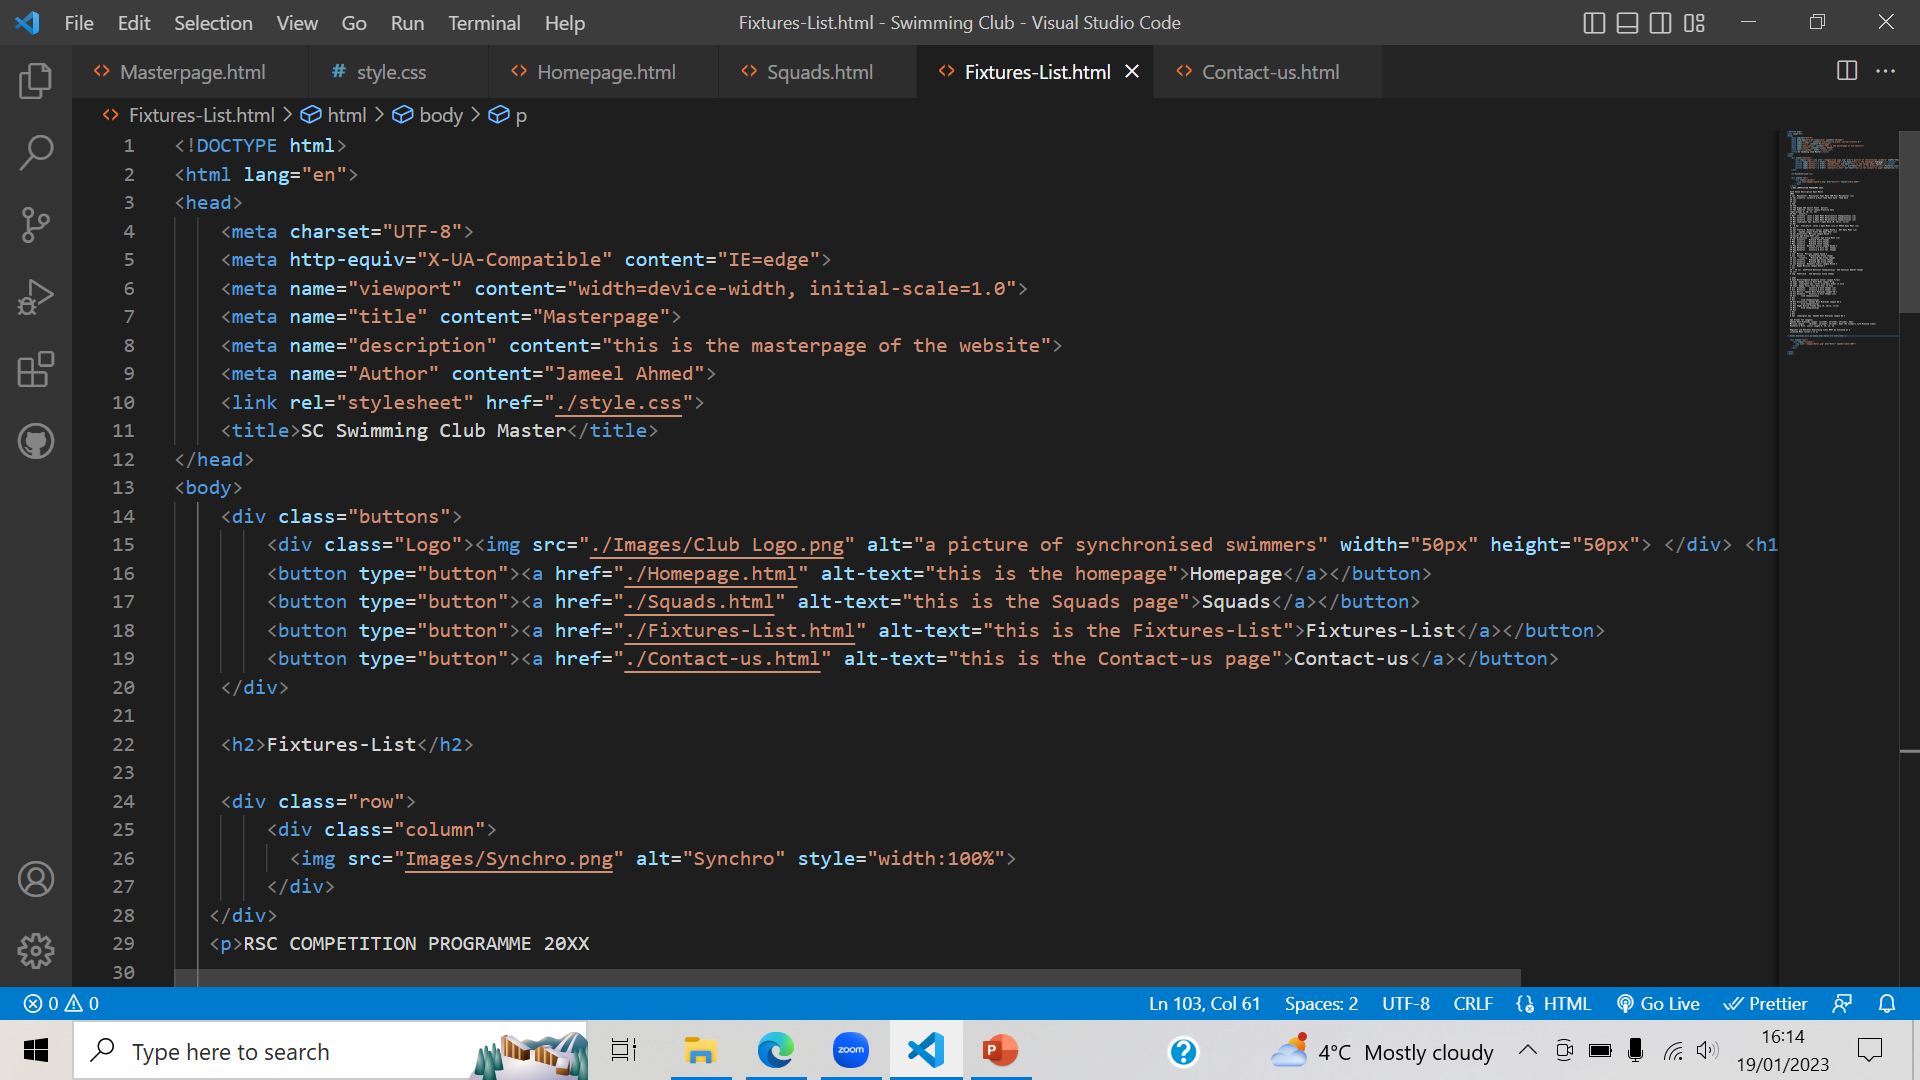 File Edit Selection View Go Run Terminal Help Fixtures-List.html - Swimming Club - Visual Studio Code
Masterpage.html # style.css Homepage.html Squads.html Fixtures-List.html Contact-us.html
Fixtures-List.html > html > body > p
1 <!DOCTYPE html>
2 <html lang="en">
3 <head>
4 <meta charset="UTF-8">
5 <meta http-equiv="X-UA-Compatible" content="IE=edge">
6 <meta name="viewport" content="width=device-width, initial-scale=1.0">
7 <meta name="title" content="Masterpage">
8 <meta name="description" content="this is the masterpage of the website">
9 <meta name="Author" content="Jameel Ahmed">
10 <link rel="stylesheet" href="./style.css">
11 <title>SC Swimming Club Master</title>
12 </head>
13 <body>
14 <div class="buttons">
15 <div class="Logo"><img src="./Images/Club Logo.png" alt="a picture of synchronised swimmers" width="50px" height="50px"> </div> <h1
16 <button type="button"><a href="./Homepage.html" alt-text="this is the homepage">Homepage</a></button>
17 <button type="button"><a href="./Squads.html" alt-text="this is the Squads page">Squads</a></button>
18 <button type="button"><a href="./Fixtures-List.html" alt-text="this is the Fixtures-List">Fixtures-List</a></button>
19 <button type="button"><a href="./Contact-us.html" alt-text="this is the Contact-us page">Contact-us</a></button>
20 </div>
21
22 <h2>Fixtures-List</h2>
23
24 <div class="row">
25 <div class="column">
26 <img src="Images/Synchro.png" alt="Synchro" style="width:100%">
27 </div>
28 </div>
29 <p>RSC COMPETITION PROGRAMME 20XX
30
0 0 Ln 103, Col 61 Spaces: 2 UTF-8 CRLF HTML Go Live Prettier
Type here to search zoom P ? 4°C Mostly cloudy 16:14
19/01/2023